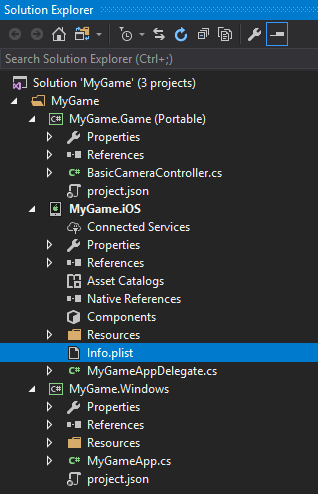 Solution Explorer
Search Solution Explorer (Ctrl+;)
Solution 'MyGame' (3 projects)
MyGame
C# MyGame.Game (Portable)
Properties
References
C# BasicCameraController.cs
project.json
MyGame.iOS
Connected Services
Properties
References
Asset Catalogs
Native References
Components
Resources
Info.plist
C# MyGameAppDelegate.cs
C# MyGame.Windows
Properties
References
Resources
C# MyGameApp.cs
project.json